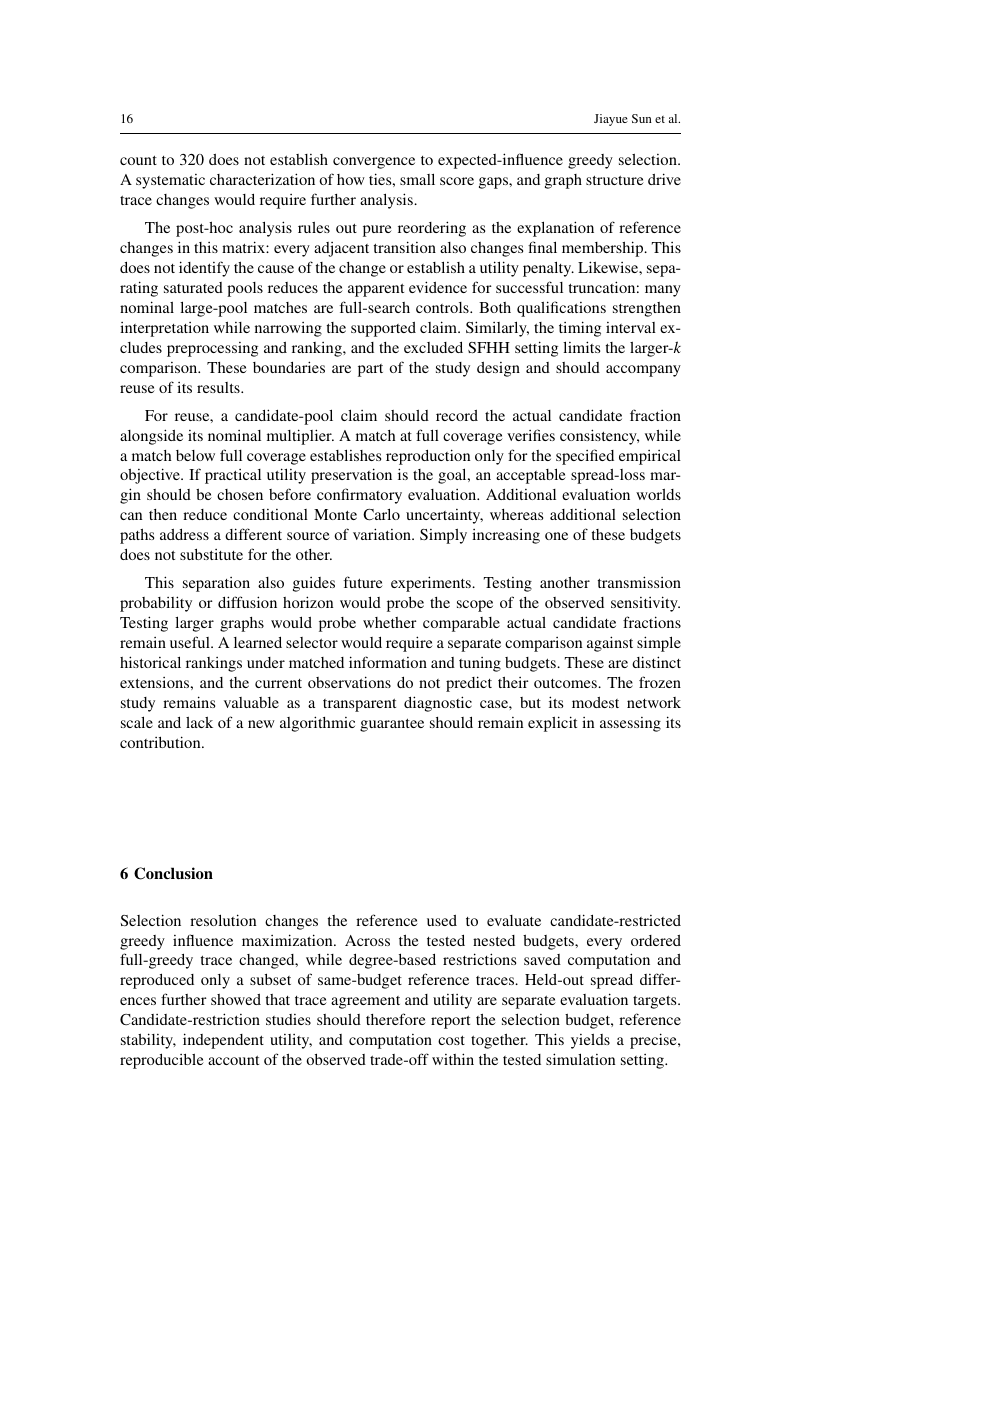 16
Jiayue Sun et al.
count to 320 does not establish convergence to expected-influence greedy selection.
A systematic characterization of how ties, small score gaps, and graph structure drive
trace changes would require further analysis.
The post-hoc analysis rules out pure reordering as the explanation of reference
changes in this matrix: every adjacent transition also changes final membership. This
does not identify the cause of the change or establish a utility penalty. Likewise, sepa-
rating saturated pools reduces the apparent evidence for successful truncation: many
nominal large-pool matches are full-search controls. Both qualifications strengthen
interpretation while narrowing the supported claim. Similarly, the timing interval ex-
cludes preprocessing and ranking, and the excluded SFHH setting limits the larger-k
comparison. These boundaries are part of the study design and should accompany
reuse of its results.
For reuse, a candidate-pool claim should record the actual candidate fraction
alongside its nominal multiplier. A match at full coverage verifies consistency, while
a match below full coverage establishes reproduction only for the specified empirical
objective. If practical utility preservation is the goal, an acceptable spread-loss mar-
gin should be chosen before confirmatory evaluation. Additional evaluation worlds
can then reduce conditional Monte Carlo uncertainty, whereas additional selection
paths address a different source of variation. Simply increasing one of these budgets
does not substitute for the other.
This separation also guides future experiments. Testing another transmission
probability or diffusion horizon would probe the scope of the observed sensitivity.
Testing larger graphs would probe whether comparable actual candidate fractions
remain useful. A learned selector would require a separate comparison against simple
historical rankings under matched information and tuning budgets. These are distinct
extensions, and the current observations do not predict their outcomes. The frozen
study remains valuable as a transparent diagnostic case, but its modest network
scale and lack of a new algorithmic guarantee should remain explicit in assessing its
contribution.
6 Conclusion
Selection resolution changes the reference used to evaluate candidate-restricted
greedy influence maximization. Across the tested nested budgets, every ordered
full-greedy trace changed, while degree-based restrictions saved computation and
reproduced only a subset of same-budget reference traces. Held-out spread differ-
ences further showed that trace agreement and utility are separate evaluation targets.
Candidate-restriction studies should therefore report the selection budget, reference
stability, independent utility, and computation cost together. This yields a precise,
reproducible account of the observed trade-off within the tested simulation setting.